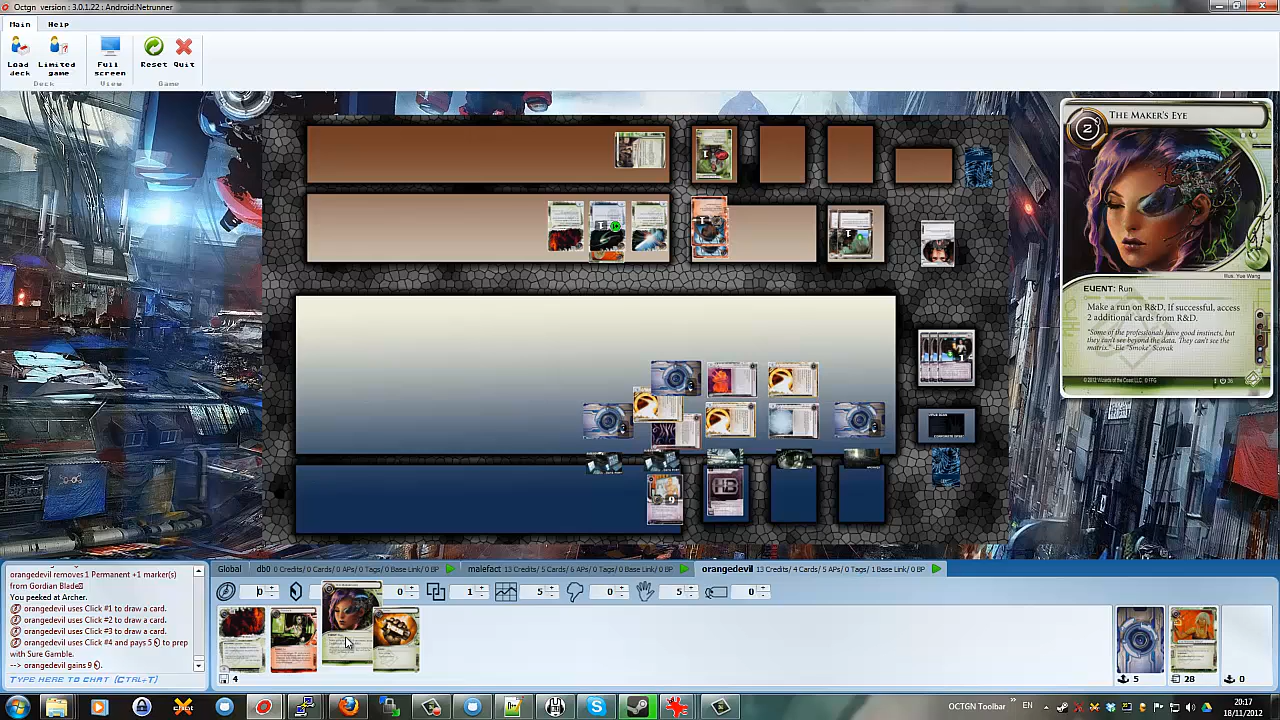 Octgn version : 3.0.1.22 : Android:Netrunner
Main
Help
Load deck
Limited game
Full screen
Reset
Quit
Deck
View
Game
THE MAKER'S EYE
2
Illus. Yue Wang
EVENT: Run
Make a run on R&D. If successful, access
2 additional cards from R&D.
"Some of the professionals have good instincts, but
they can't see beyond the data. They can't see the
matrix." -Ele "Smoke" Scovak
HB
orangedevil removes 1 Permanent +1 marker(s)
from Gordian Blade
You peeked at Archer.
orangedevil uses Click #1 to draw a card.
orangedevil uses Click #2 to draw a card.
orangedevil uses Click #3 to draw a card.
orangedevil uses Click #4 and pays 5 to prep
with Sure Gamble.
orangedevil gains 9
TYPE HERE TO CHAT (CTRL+T)
Global
db0 0 Credits/ 0 Cards/ 0 APs/ 0 Tags/ 0 Base Link/ 0 BP
malefact 13 Credits/ 5 Cards/ 6 APs/ 0 Tags/ 0 Base Link/ 0 BP
orangedevil 13 Credits/ 4 Cards/ 5 APs/ 0 Tags/ 1 Base Link/ 0 BP
0 0 1 5 0 5 0
4
5
28
0
OCTGN Toolbar
EN
20:17
18/11/2012